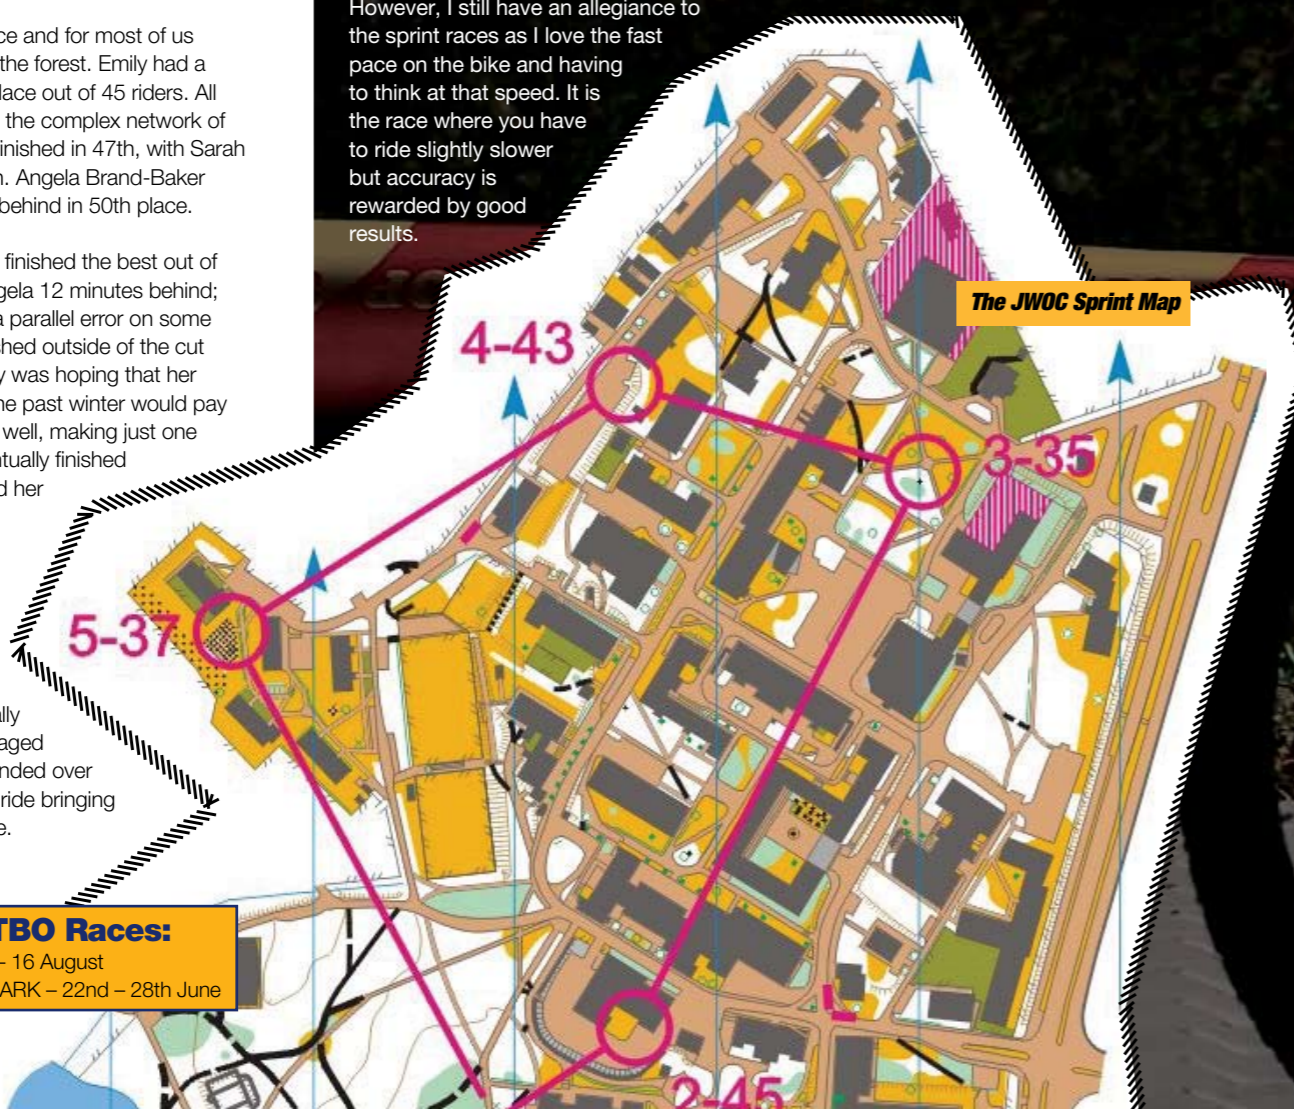 ce and for most of us
the forest. Emily had a
lace out of 45 riders. All
the complex network of
inished in 47th, with Sarah
n. Angela Brand-Baker
behind in 50th place.
finished the best out of
gela 12 minutes behind;
a parallel error on some
shed outside of the cut
y was hoping that her
he past winter would pay
well, making just one
ntually finished
d her
ally
aged
nded over
ride bringing
e.
TBO Races:
– 16 August
ARK – 22nd – 28th June
However, I still have an allegiance to
the sprint races as I love the fast
pace on the bike and having
to think at that speed. It is
the race where you have
to ride slightly slower
but accuracy is
rewarded by good
results.
The JWOC Sprint Map
4-43
3-35
5-37
2-45